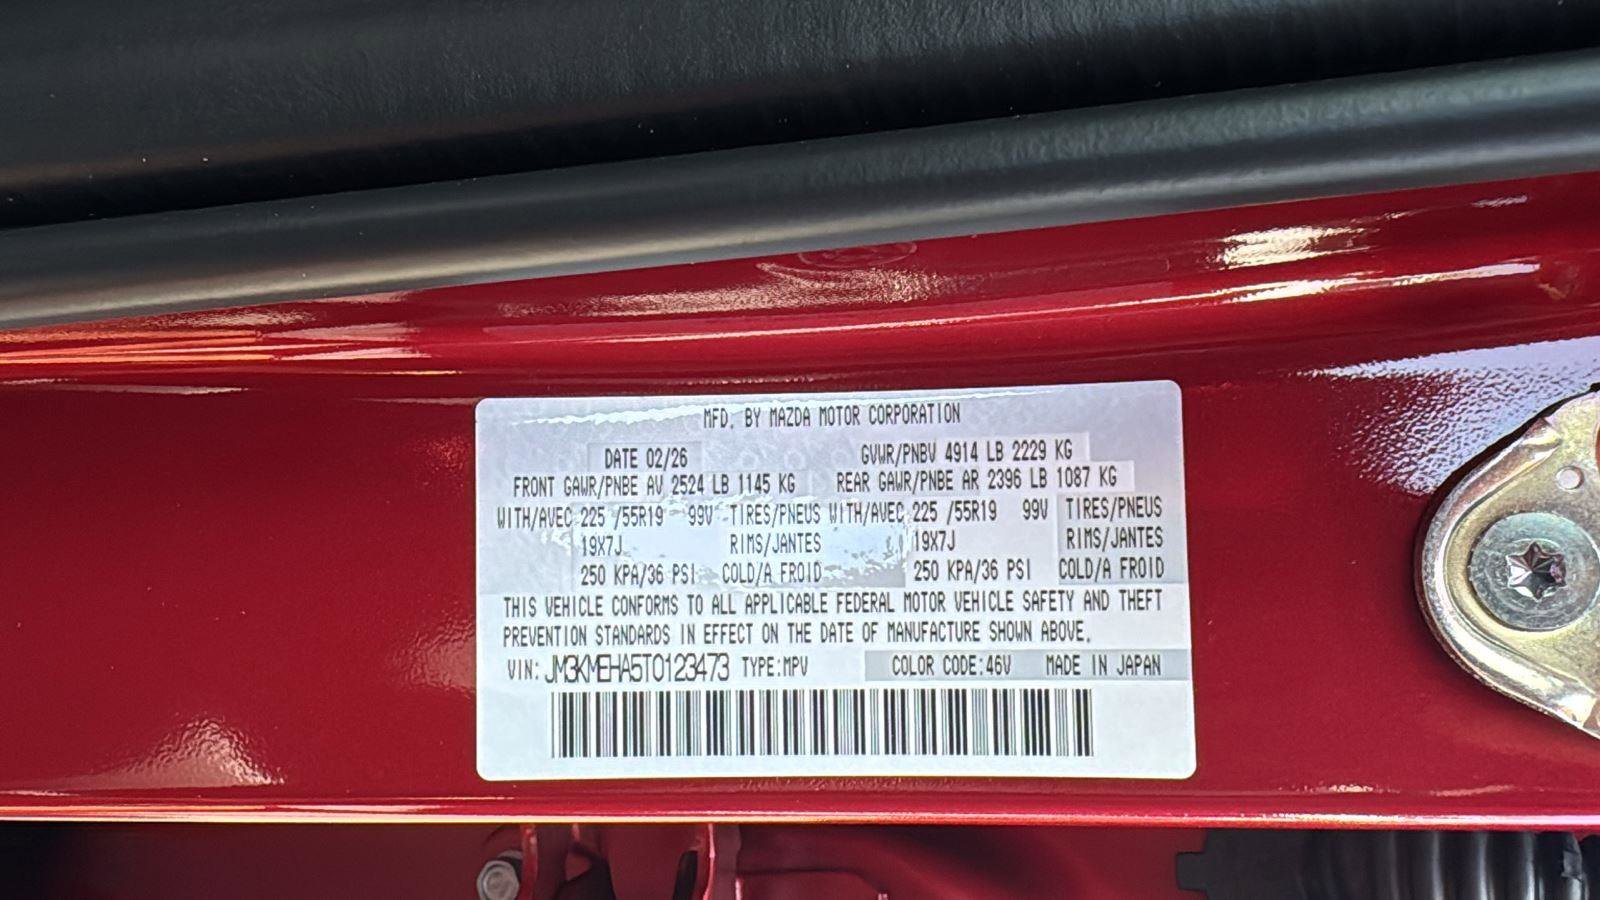 MFD. BY MAZDA MOTOR CORPORATION
DATE 02/26 GVWR/PNBV 4914 LB 2229 KG
FRONT GAWR/PNBE AV 2524 LB 1145 KG REAR GAWR/PNBE AR 2396 LB 1087 KG
WITH/AVEC 225 /55R19 99V TIRES/PNEUS WITH/AVEC 225 /55R19 99V TIRES/PNEUS
19X7J RIMS/JANTES 19X7J RIMS/JANTES
250 KPA/36 PSI COLD/A FROID 250 KPA/36 PSI COLD/A FROID
THIS VEHICLE CONFORMS TO ALL APPLICABLE FEDERAL MOTOR VEHICLE SAFETY AND THEFT
PREVENTION STANDARDS IN EFFECT ON THE DATE OF MANUFACTURE SHOWN ABOVE.
VIN: JM3KMEHA5T0123473 TYPE:MPV COLOR CODE:46V MADE IN JAPAN